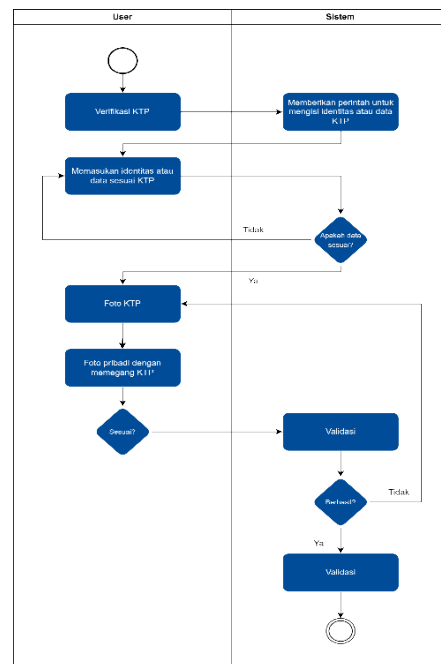 User
Sistem
Verifikasi KTP
Memberikan perintah untuk
mengisi identitas atau data
KTP
Memasukan identitas atau
data sesuai KTP
Apakah data
sesuai?
Tidak
Ya
Foto KTP
Foto pribadi dengan
memegang KTP
Sesuai?
Validasi
Berhasil?
Tidak
Ya
Validasi